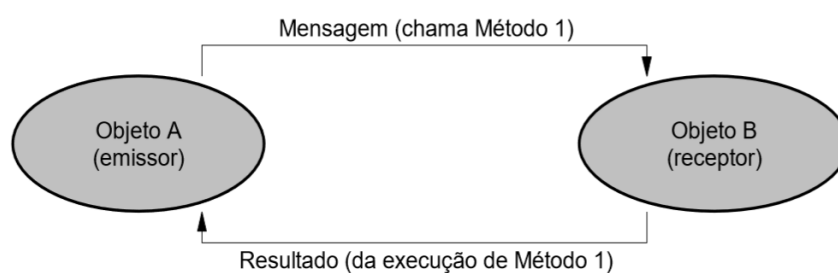 Mensagem (chama Método 1)
Objeto A
(emissor)
Objeto B
(receptor)
Resultado (da execução de Método 1)